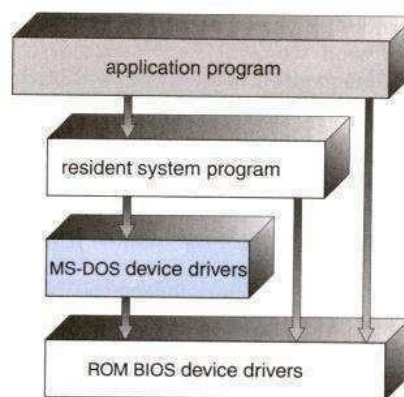 application program
resident system program
MS-DOS device drivers
ROM BIOS device drivers